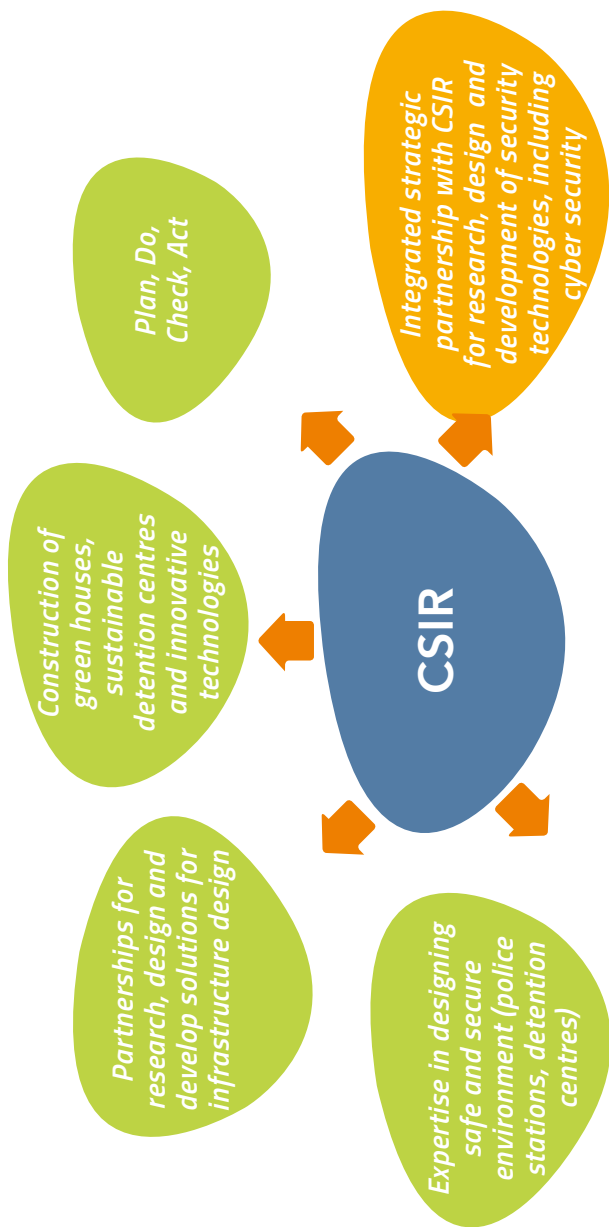 Expertise in designing
safe and secure
environment (police
stations, detention
centres)
Partnerships for
research, design and
develop solutions for
infrastructure design
Construction of
green houses,
sustainable
detention centres
and innovative
technologies
Plan, Do,
Check, Act
Integrated strategic
partnership with CSIR
for research, design and
development of security
technologies, including
cyber security
CSIR